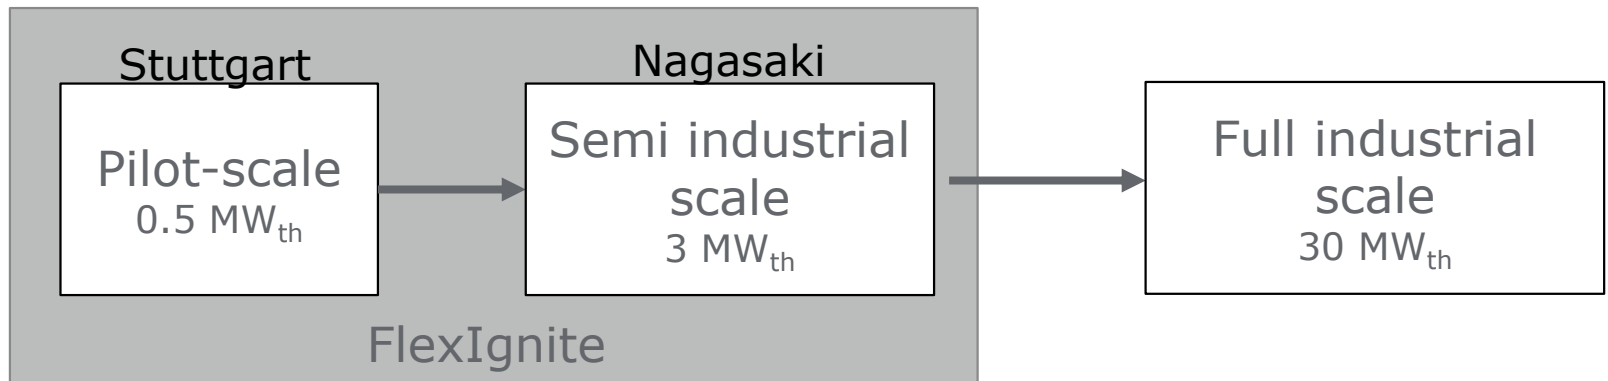 Stuttgart
Pilot-scale
0.5 MWth
Nagasaki
Semi industrial
scale
3 MWth
Full industrial
scale
30 MWth
FlexIgnite